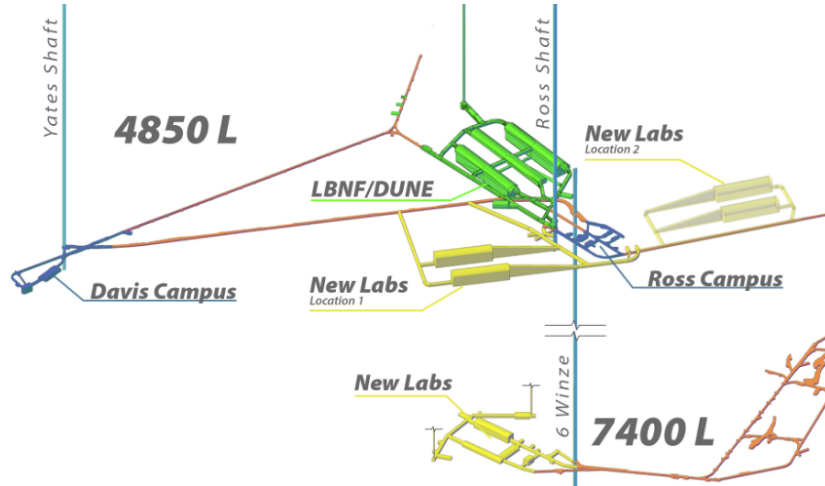 Yates Shaft
4850 L
Ross Shaft
New Labs
Location 2
LBNF/DUNE
Davis Campus
New Labs
Location 1
Ross Campus
New Labs
6 Winze
7400 L